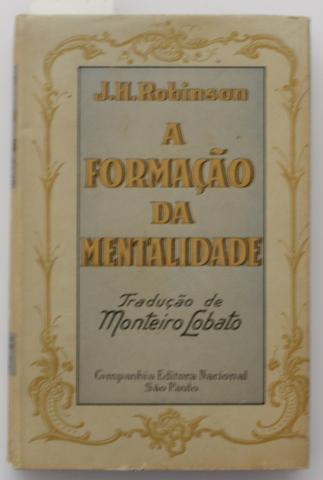 J.H. Robinson
A
FORMAÇÃO
DA
MENTALIDADE
Tradução de
Monteiro Lobato
Companhia Editora Nacional
São Paulo